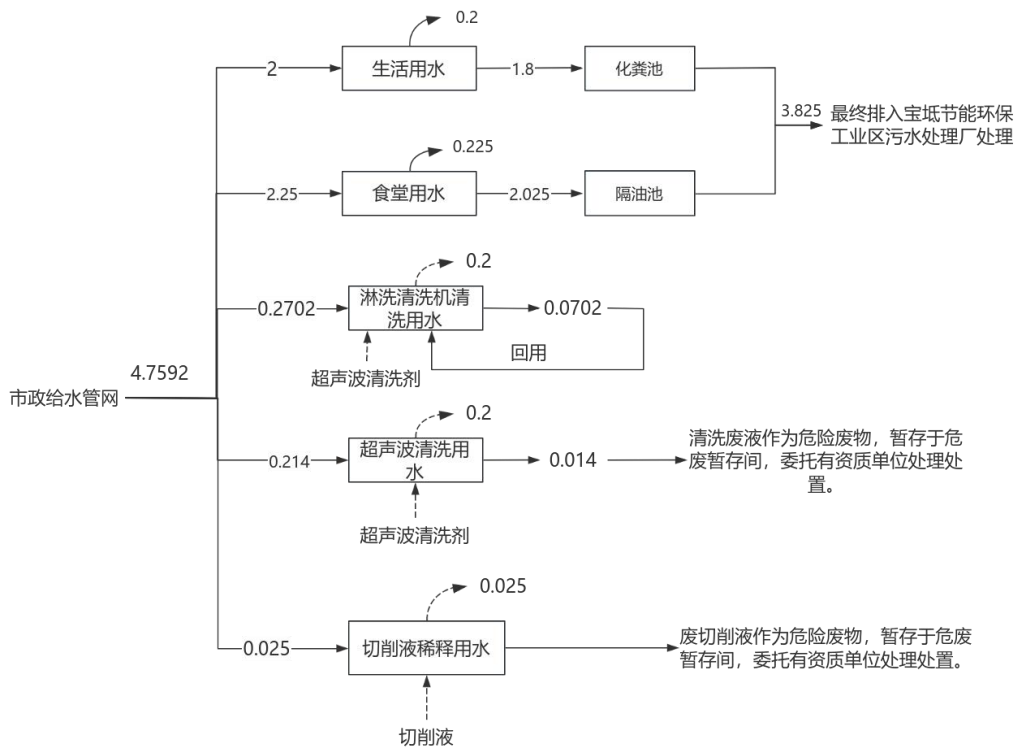 0.2
2
生活用水
1.8
化粪池
3.825
最终排入宝坻节能环保
工业区污水处理厂处理
0.225
2.25
食堂用水
2.025
隔油池
0.2
0.2702
淋洗清洗机清
洗用水
0.0702
回用
超声波清洗剂
4.7592
市政给水管网
0.2
0.214
超声波清洗用
水
0.014
清洗废液作为危险废物，暂存于危
废暂存间，委托有资质单位处理处
置。
超声波清洗剂
0.025
0.025
切削液稀释用水
废切削液作为危险废物，暂存于危废
暂存间，委托有资质单位处理处置。
切削液